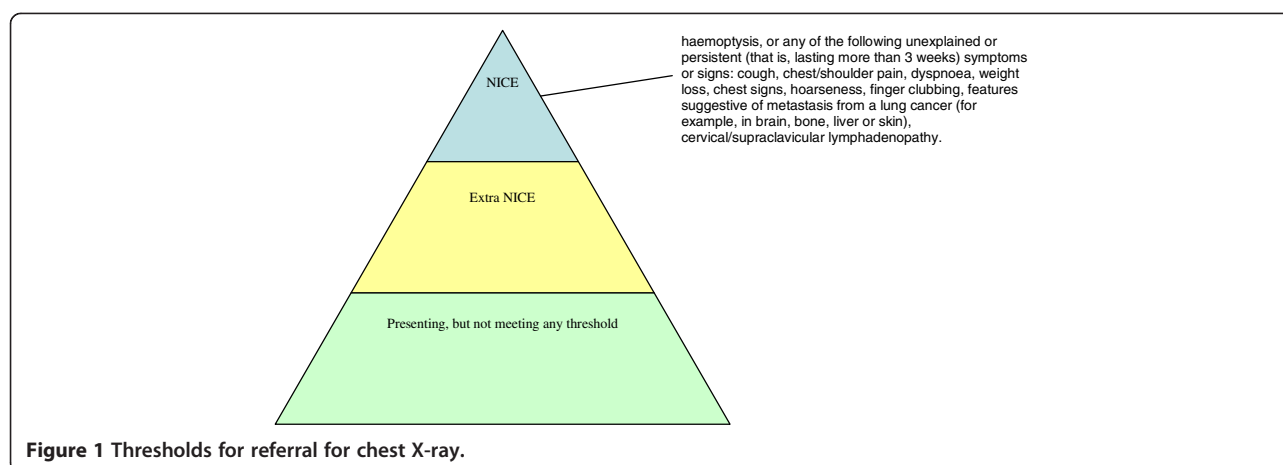 haemoptysis, or any of the following unexplained or
persistent (that is, lasting more than 3 weeks) symptoms
or signs: cough, chest/shoulder pain, dyspnoea, weight
loss, chest signs, hoarseness, finger clubbing, features
suggestive of metastasis from a lung cancer (for
example, in brain, bone, liver or skin),
cervical/supraclavicular lymphadenopathy.
NICE
Extra NICE
Presenting, but not meeting any threshold
Figure 1 Thresholds for referral for chest X-ray.